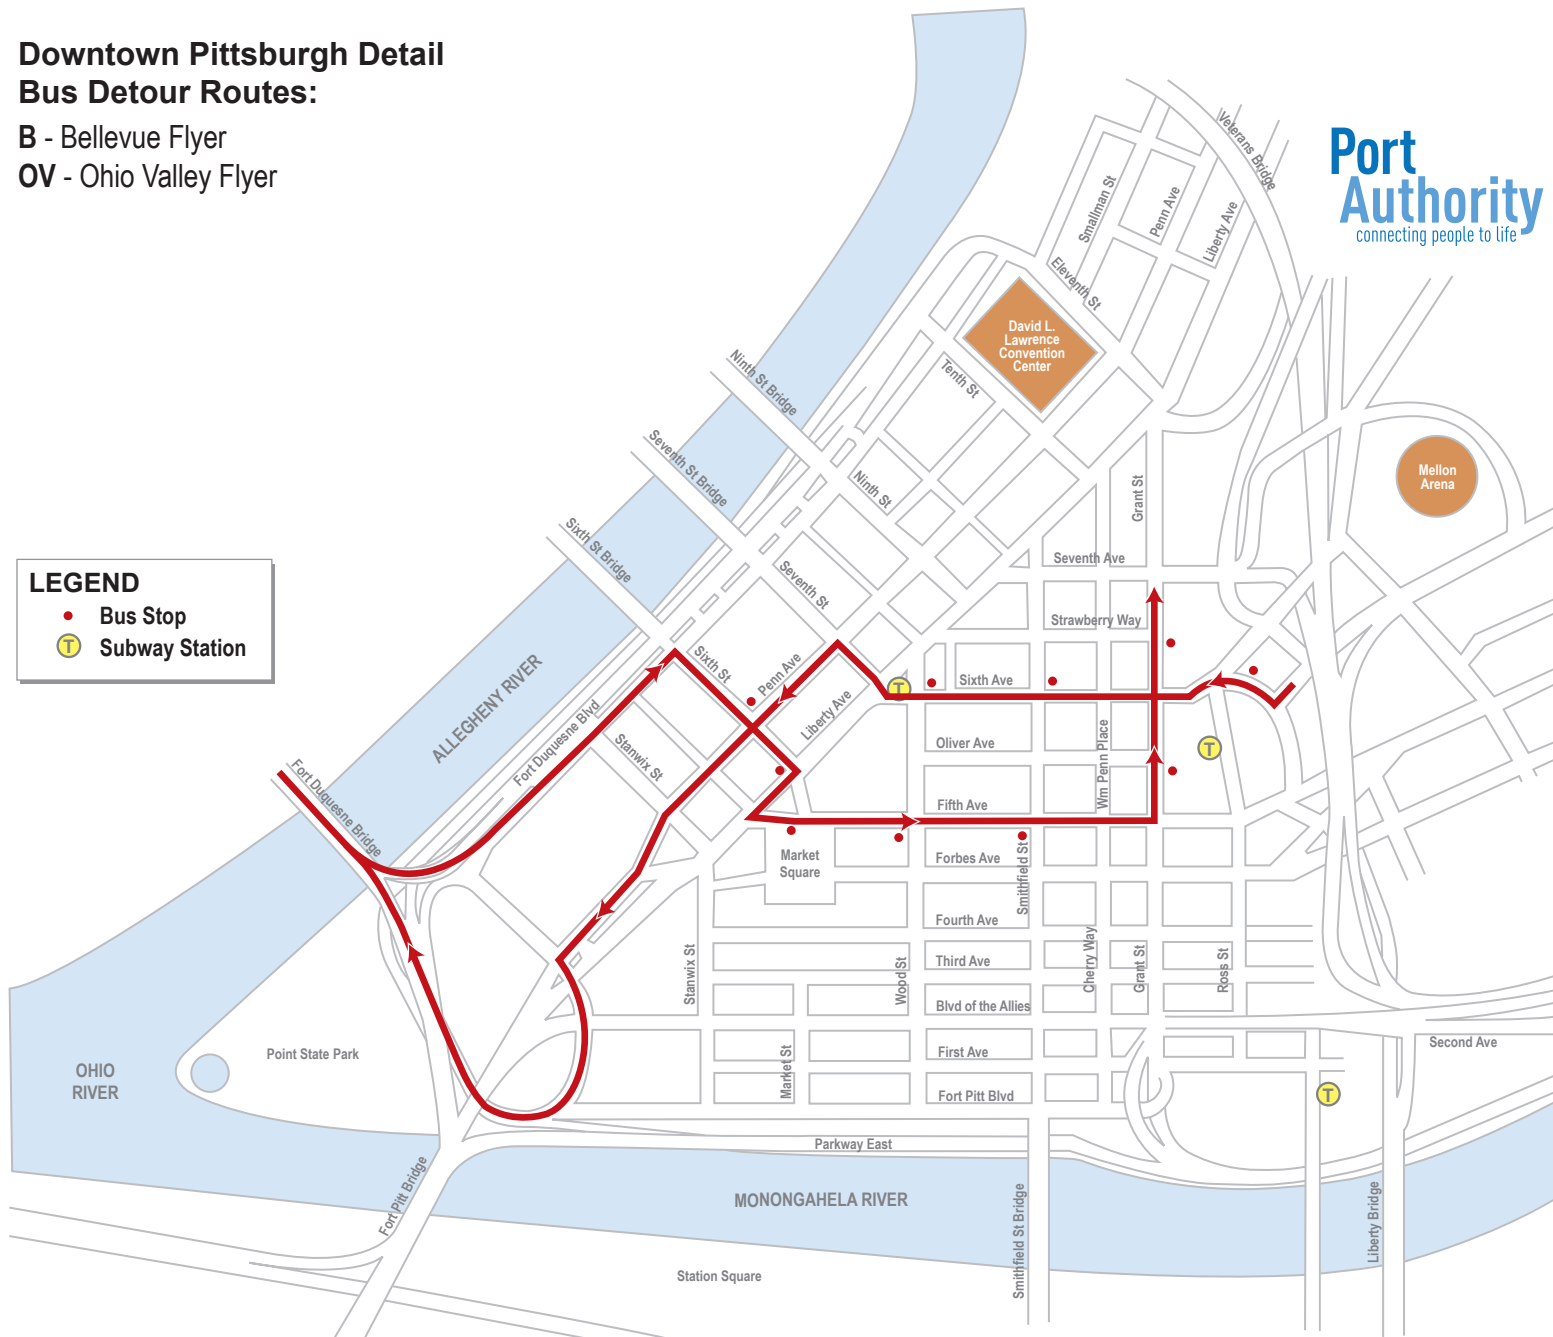 Downtown Pittsburgh Detail
Bus Detour Routes:
B - Bellevue Flyer
OV - Ohio Valley Flyer
Port
Authority
connecting people to life
Veterans Bridge
Smallman St
Penn Ave
Liberty Ave
Eleventh St
David L.
Lawrence
Convention
Center
Tenth St
Ninth St Bridge
Seventh St Bridge
Sixth St Bridge
Ninth St
Mellon
Arena
Grant St
Seventh Ave
Seventh St
LEGEND
Bus Stop
T Subway Station
Strawberry Way
Sixth St
Penn Ave
T
Sixth Ave
ALLEGHENY RIVER
Fort Duquesne Blvd
Liberty Ave
Stanwix St
Oliver Ave
Wm Penn Place
T
Fort Duquesne Bridge
Fifth Ave
Market
Square
Forbes Ave
Smithfield St
Fourth Ave
Stanwix St
Wood St
Third Ave
Cherry Way
Grant St
Ross St
Blvd of the Allies
Second Ave
Point State Park
First Ave
Market St
OHIO
RIVER
Fort Pitt Blvd
T
Parkway East
Fort Pitt Bridge
MONONGAHELA RIVER
Smithfield St Bridge
Liberty Bridge
Station Square